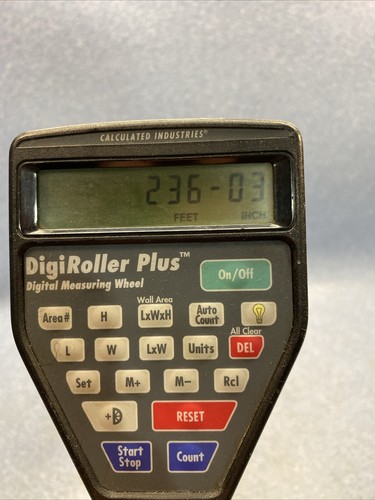 CALCULATED INDUSTRIES®
236-03
FEET INCH
DigiRoller Plus™
Digital Measuring Wheel
On/Off
Wall Area
Area# H LxWxH Auto Count
All Clear
L W LxW Units DEL
Set M+ M− Rcl
+ RESET
Start Stop Count